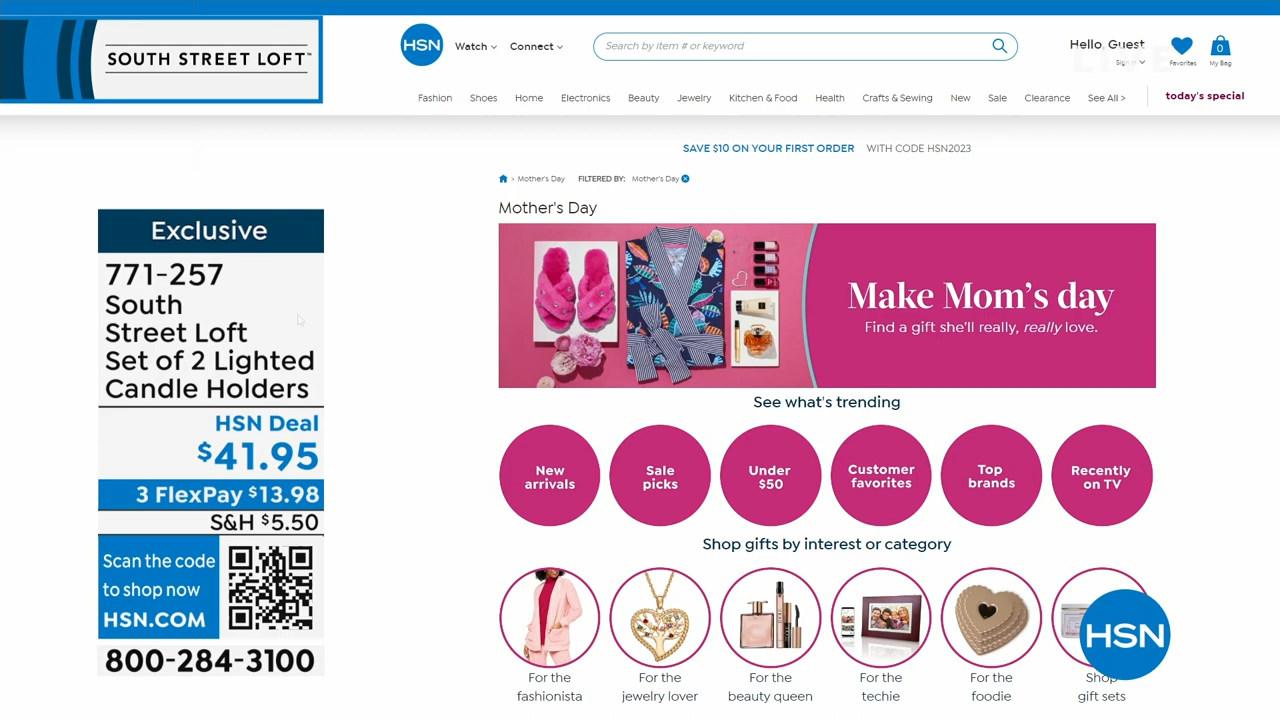 SOUTH STREET LOFT™
HSN
Watch
Connect
Search by item # or keyword
Hello, Guest
Sign In
Favorites
0
My Bag
LIVE
Fashion
Shoes
Home
Electronics
Beauty
Jewelry
Kitchen & Food
Health
Crafts & Sewing
New
Sale
Clearance
See All >
today's special
SAVE $10 ON YOUR FIRST ORDER WITH CODE HSN2023
> Mother's Day FILTERED BY: Mother's Day
Mother's Day
Make Mom's day
Find a gift she'll really, really love.
See what's trending
New
arrivals
Sale
picks
Under
$50
Customer
favorites
Top
brands
Recently
on TV
Shop gifts by interest or category
For the
fashionista
For the
jewelry lover
For the
beauty queen
For the
techie
For the
foodie
Shop
gift sets
HSN
Exclusive
771-257
South
Street Loft
Set of 2 Lighted
Candle Holders
HSN Deal
$41.95
3 FlexPay $13.98
S&H $5.50
Scan the code
to shop now
HSN.COM
800-284-3100